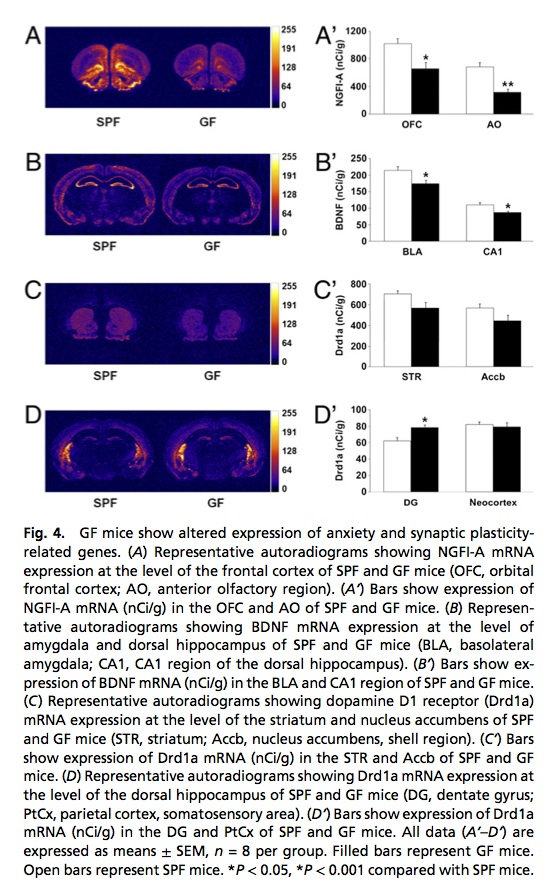 A
255
191
128
64
0
SPF
GF
A′
NGFI-A (nCi/g)
1200
800
400
0
*
**
OFC
AO
B
255
191
128
64
0
SPF
GF
B′
BDNF (nCi/g)
250
200
150
100
50
0
*
*
BLA
CA1
C
255
191
128
64
0
SPF
GF
C′
Drd1a (nCi/g)
800
600
400
200
0
STR
Accb
D
255
191
128
64
0
SPF
GF
D′
Drd1a (nCi/g)
100
80
60
40
20
0
*
DG
Neocortex
Fig. 4. GF mice show altered expression of anxiety and synaptic plasticity-
related genes. (A) Representative autoradiograms showing NGFI-A mRNA
expression at the level of the frontal cortex of SPF and GF mice (OFC, orbital
frontal cortex; AO, anterior olfactory region). (A′) Bars show expression of
NGFI-A mRNA (nCi/g) in the OFC and AO of SPF and GF mice. (B) Represen-
tative autoradiograms showing BDNF mRNA expression at the level of
amygdala and dorsal hippocampus of SPF and GF mice (BLA, basolateral
amygdala; CA1, CA1 region of the dorsal hippocampus). (B′) Bars show ex-
pression of BDNF mRNA (nCi/g) in the BLA and CA1 region of SPF and GF mice.
(C) Representative autoradiograms showing dopamine D1 receptor (Drd1a)
mRNA expression at the level of the striatum and nucleus accumbens of SPF
and GF mice (STR, striatum; Accb, nucleus accumbens, shell region). (C′) Bars
show expression of Drd1a mRNA (nCi/g) in the STR and Accb of SPF and GF
mice. (D) Representative autoradiograms showing Drd1a mRNA expression at
the level of the dorsal hippocampus of SPF and GF mice (DG, dentate gyrus;
PtCx, parietal cortex, somatosensory area). (D′) Bars show expression of Drd1a
mRNA (nCi/g) in the DG and PtCx of SPF and GF mice. All data (A′–D′) are
expressed as means ± SEM, n = 8 per group. Filled bars represent GF mice.
Open bars represent SPF mice. *P < 0.05, *P < 0.001 compared with SPF mice.